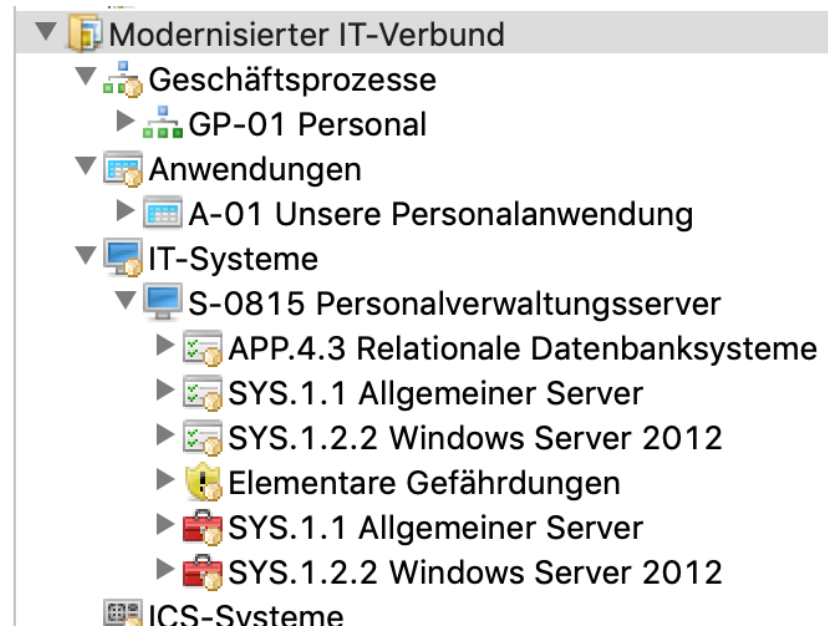 Modernisierter IT-Verbund
Geschäftsprozesse
GP-01 Personal
Anwendungen
A-01 Unsere Personalanwendung
IT-Systeme
S-0815 Personalverwaltungsserver
APP.4.3 Relationale Datenbanksysteme
SYS.1.1 Allgemeiner Server
SYS.1.2.2 Windows Server 2012
Elementare Gefährdungen
SYS.1.1 Allgemeiner Server
SYS.1.2.2 Windows Server 2012
ICS-Systeme